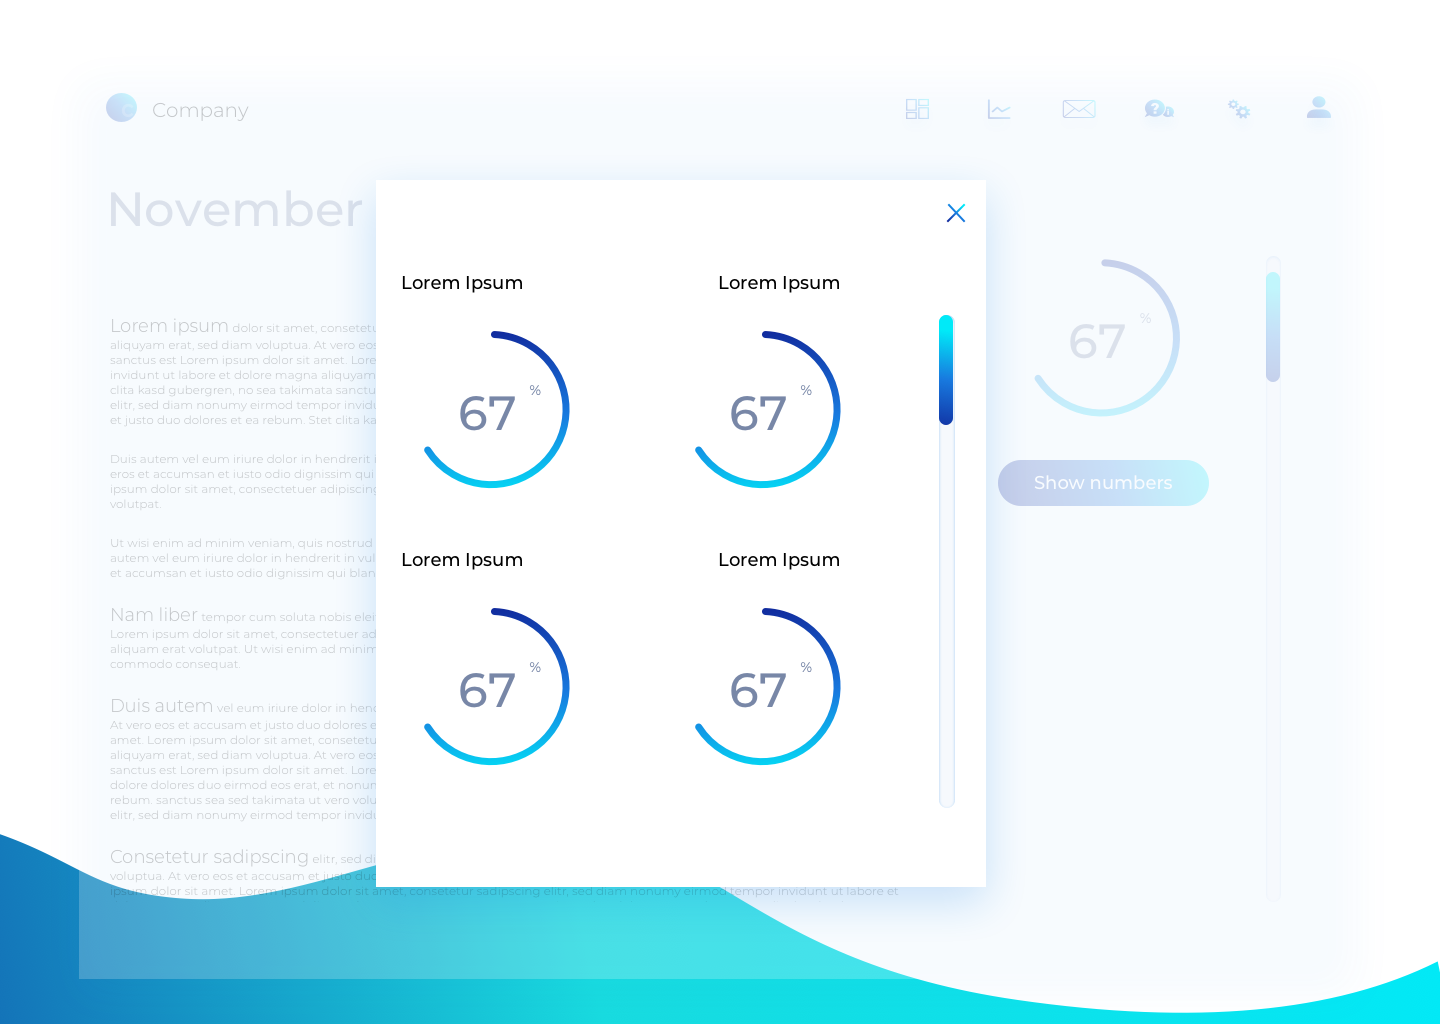 Company
November
Lorem Ipsum
Lorem Ipsum
67 %
67 %
Lorem Ipsum
Lorem Ipsum
67 %
67 %
67 %
Show numbers
Lorem ipsum dolor sit amet, consetetu
aliquyam erat, sed diam voluptua. At vero eos
sanctus est Lorem ipsum dolor sit amet. Lore
invidunt ut labore et dolore magna aliquyam
clita kasd gubergren, no sea takimata sanctu
elitr, sed diam nonumy eirmod tempor invidu
et justo duo dolores et ea rebum. Stet clita ka
Duis autem vel eum iriure dolor in hendrerit i
eros et accumsan et iusto odio dignissim qui
ipsum dolor sit amet, consectetuer adipiscing
volutpat.
Ut wisi enim ad minim veniam, quis nostrud
autem vel eum iriure dolor in hendrerit in vul
et accumsan et iusto odio dignissim qui blan
Nam liber tempor cum soluta nobis elei
Lorem ipsum dolor sit amet, consectetuer ad
aliquam erat volutpat. Ut wisi enim ad minim
commodo consequat.
Duis autem vel eum iriure dolor in hend
At vero eos et accusam et justo duo dolores e
amet. Lorem ipsum dolor sit amet, consetetu
aliquyam erat, sed diam voluptua. At vero eos
sanctus est Lorem ipsum dolor sit amet. Lore
dolore dolores duo eirmod eos erat, et nonum
rebum. sanctus sea sed takimata ut vero volu
elitr, sed diam nonumy eirmod tempor invidu
Consetetur sadipscing elitr, sed di
voluptua. At vero eos et accusam et justo duo
ipsum dolor sit amet. Lorem ipsum dolor sit amet, consetetur sadipscing elitr, sed diam nonumy eirmod tempor invidunt ut labore et